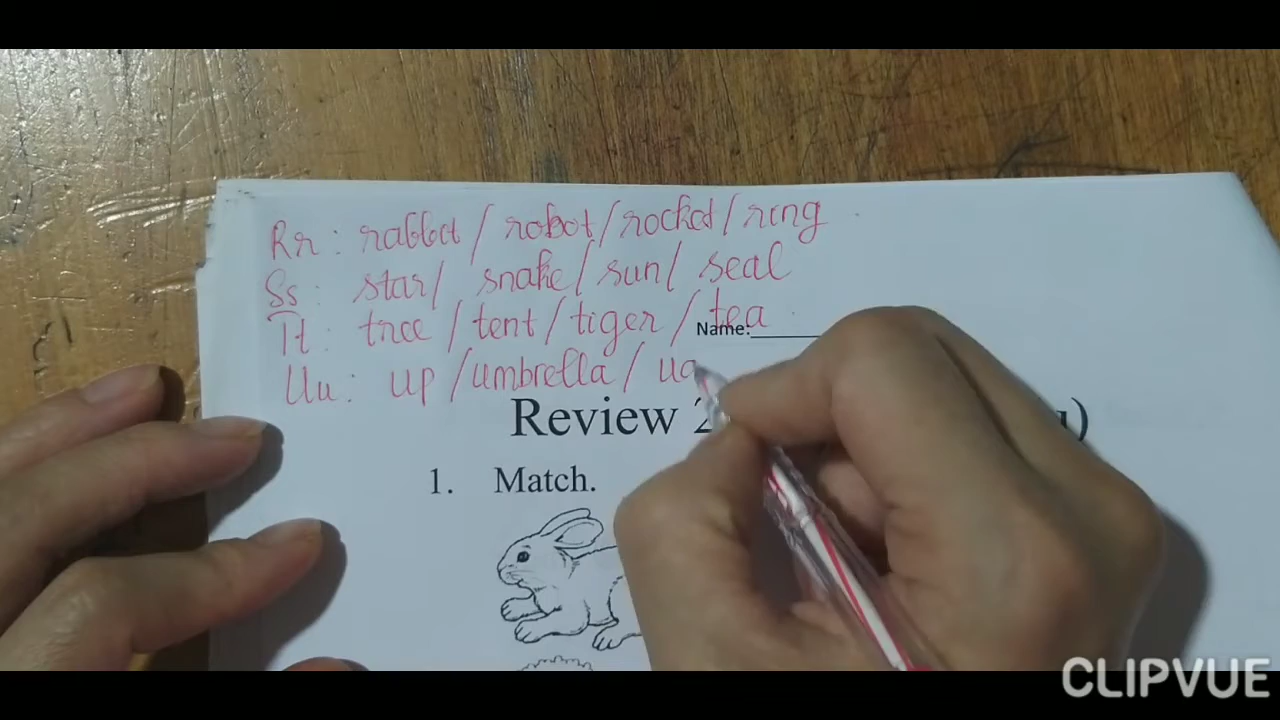 Rr : rabbit / robot / rocket / ring
Ss : star / snake / sun / seal
Tt : tree / tent / tiger / tea
Name:
Uu : up / umbrella /
Review
1. Match.
CLIPVUE